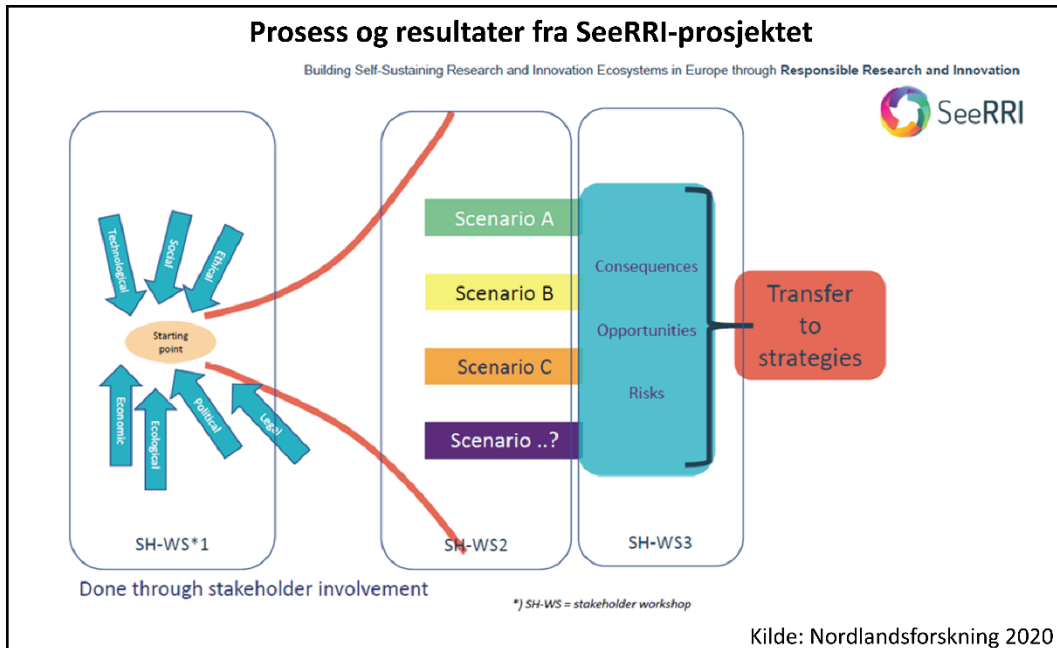 Prosess og resultater fra SeeRRI-prosjektet
Building Self-Sustaining Research and Innovation Ecosystems in Europe through Responsible Research and Innovation
SeeRRI
Technological
Social
Ethical
Starting
point
Economic
Ecological
Political
Legal
SH-WS*1
Scenario A
Scenario B
Scenario C
Scenario ..?
SH-WS2
Consequences
Opportunities
Risks
SH-WS3
Transfer
to
strategies
Done through stakeholder involvement
*) SH-WS = stakeholder workshop
Kilde: Nordlandsforskning 2020